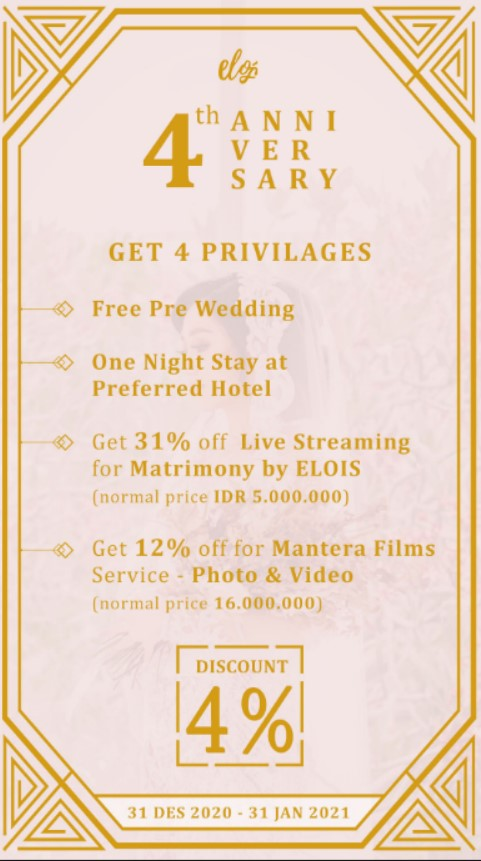 4th ANNI
VER
SARY
GET 4 PRIVILAGES
Free Pre Wedding
One Night Stay at
Preferred Hotel
Get 31% off Live Streaming
for Matrimony by ELOIS
(normal price IDR 5.000.000)
Get 12% off for Mantera Films
Service - Photo & Video
(normal price 16.000.000)
DISCOUNT
4%
31 DES 2020 - 31 JAN 2021